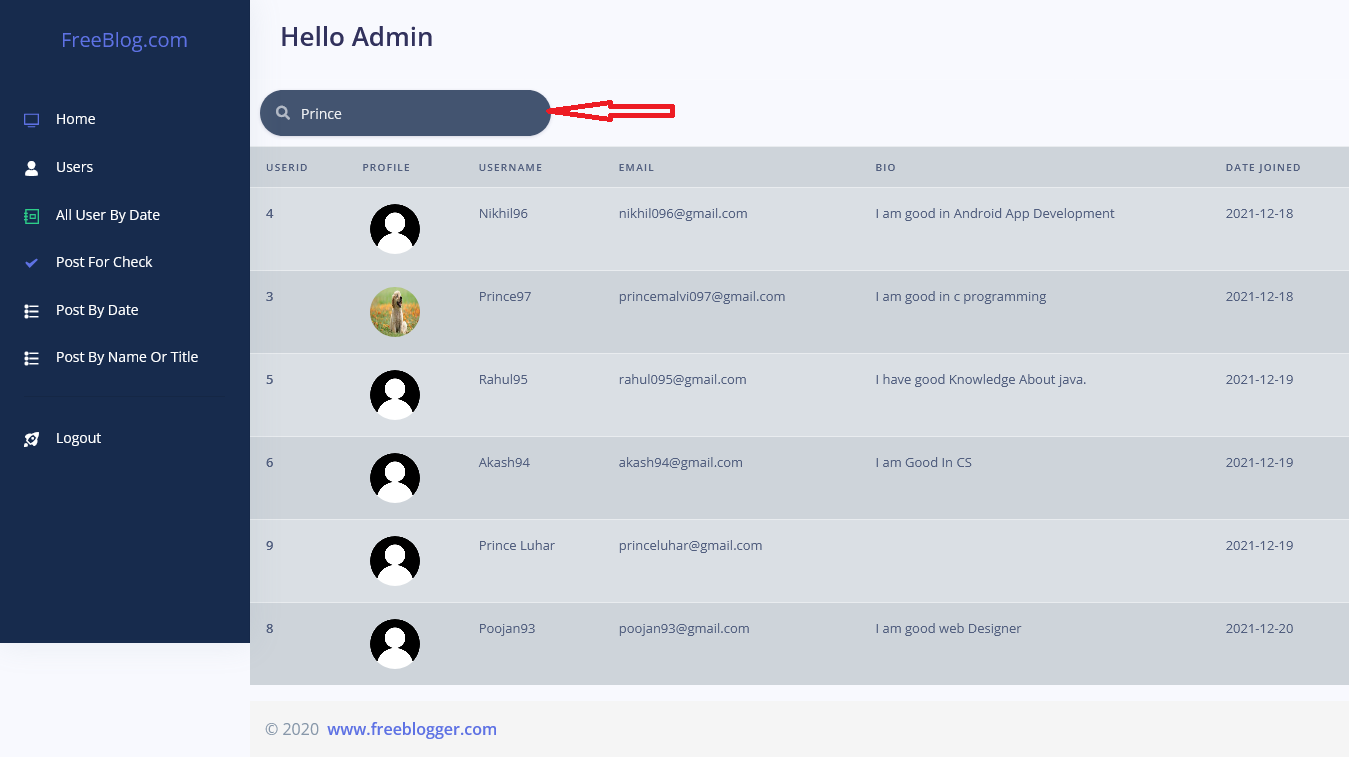 FreeBlog.com
Home
Users
All User By Date
Post For Check
Post By Date
Post By Name Or Title
Logout
Hello Admin
Prince
USERID PROFILE USERNAME EMAIL BIO DATE JOINED
4 Nikhil96 nikhil096@gmail.com I am good in Android App Development 2021-12-18
3 Prince97 princemalvi097@gmail.com I am good in c programming 2021-12-18
5 Rahul95 rahul095@gmail.com I have good Knowledge About java. 2021-12-19
6 Akash94 akash94@gmail.com I am Good In CS 2021-12-19
9 Prince Luhar princeluhar@gmail.com 2021-12-19
8 Poojan93 poojan93@gmail.com I am good web Designer 2021-12-20
© 2020 www.freeblogger.com